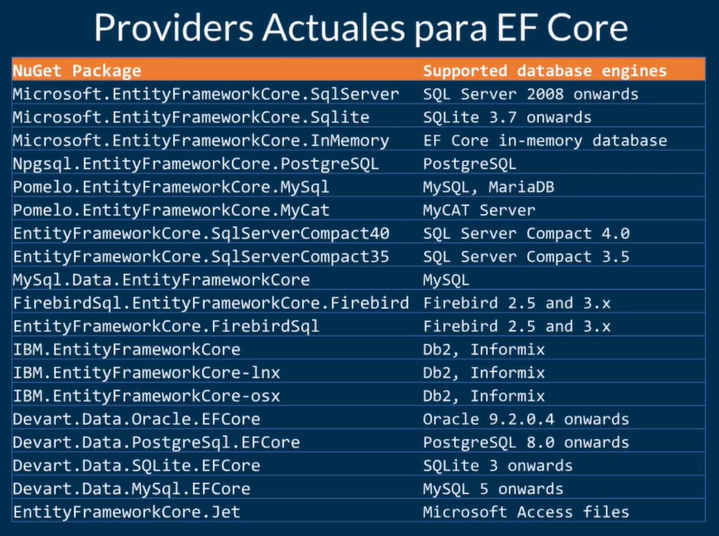 Providers Actuales para EF Core
NuGet Package Supported database engines
Microsoft.EntityFrameworkCore.SqlServer SQL Server 2008 onwards
Microsoft.EntityFrameworkCore.Sqlite SQLite 3.7 onwards
Microsoft.EntityFrameworkCore.InMemory EF Core in-memory database
Npgsql.EntityFrameworkCore.PostgreSQL PostgreSQL
Pomelo.EntityFrameworkCore.MySql MySQL, MariaDB
Pomelo.EntityFrameworkCore.MyCat MyCAT Server
EntityFrameworkCore.SqlServerCompact40 SQL Server Compact 4.0
EntityFrameworkCore.SqlServerCompact35 SQL Server Compact 3.5
MySql.Data.EntityFrameworkCore MySQL
FirebirdSql.EntityFrameworkCore.Firebird Firebird 2.5 and 3.x
EntityFrameworkCore.FirebirdSql Firebird 2.5 and 3.x
IBM.EntityFrameworkCore Db2, Informix
IBM.EntityFrameworkCore-lnx Db2, Informix
IBM.EntityFrameworkCore-osx Db2, Informix
Devart.Data.Oracle.EFCore Oracle 9.2.0.4 onwards
Devart.Data.PostgreSql.EFCore PostgreSQL 8.0 onwards
Devart.Data.SQLite.EFCore SQLite 3 onwards
Devart.Data.MySql.EFCore MySQL 5 onwards
EntityFrameworkCore.Jet Microsoft Access files